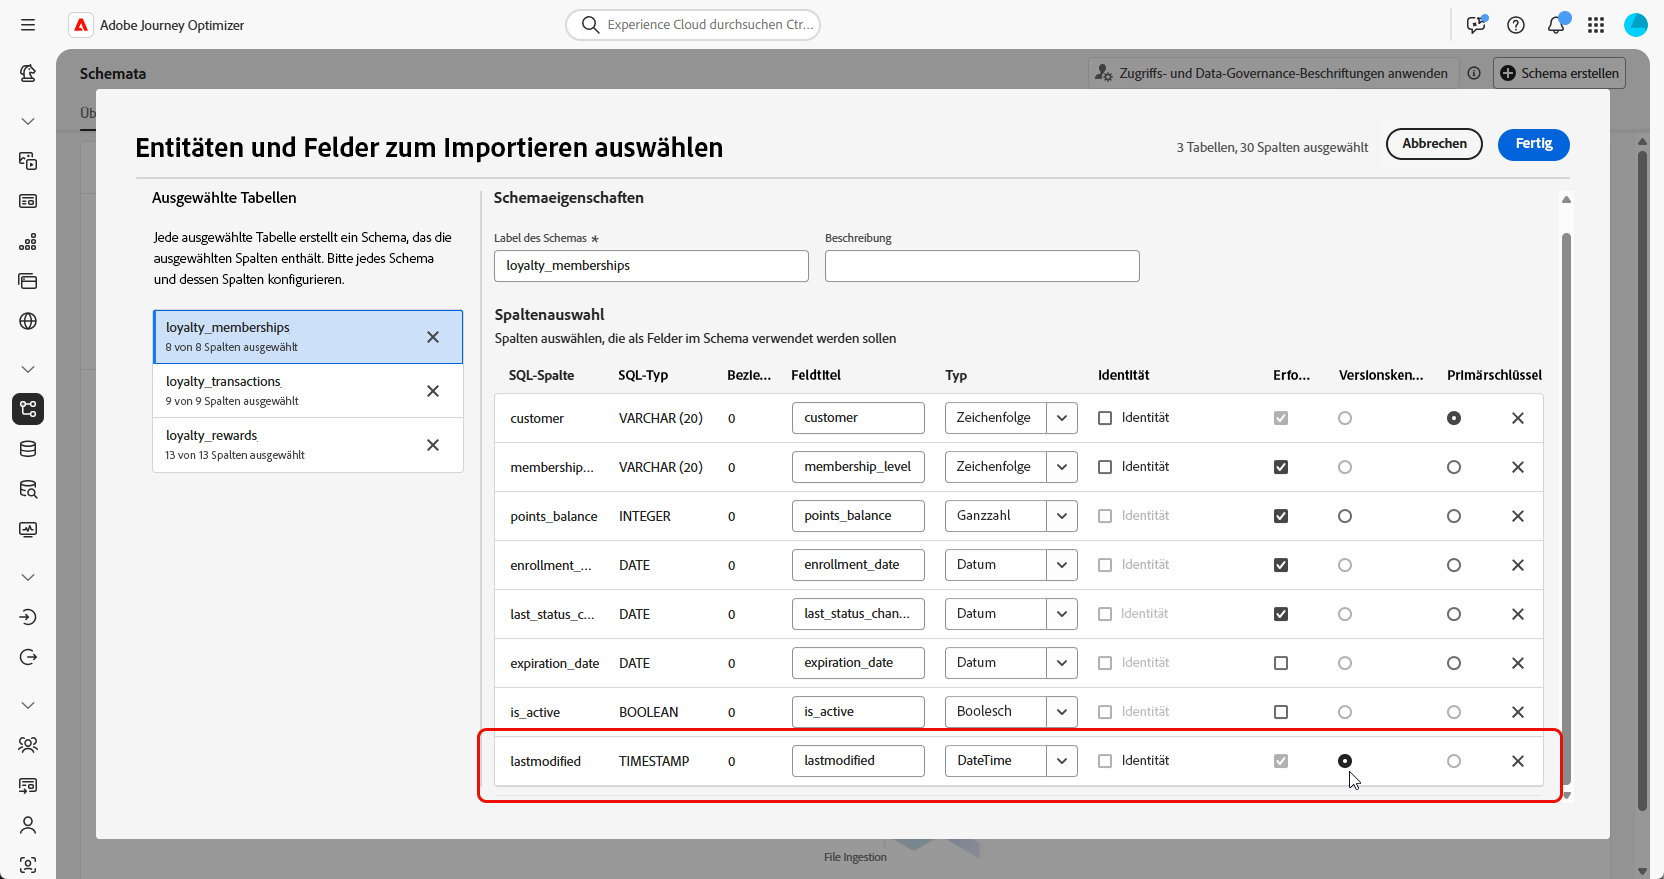 Adobe Journey Optimizer
Experience Cloud durchsuchen Ctr...
Schemata
Zugriffs- und Data-Governance-Beschriftungen anwenden
Schema erstellen
Üb
Entitäten und Felder zum Importieren auswählen
3 Tabellen, 30 Spalten ausgewählt
Abbrechen
Fertig
Ausgewählte Tabellen
Jede ausgewählte Tabelle erstellt ein Schema, das die
ausgewählten Spalten enthält. Bitte jedes Schema
und dessen Spalten konfigurieren.
loyalty_memberships
8 von 8 Spalten ausgewählt
loyalty_transactions
9 von 9 Spalten ausgewählt
loyalty_rewards
13 von 13 Spalten ausgewählt
Schemaeigenschaften
Label des Schemas *
Beschreibung
loyalty_memberships
Spaltenauswahl
Spalten auswählen, die als Felder im Schema verwendet werden sollen
SQL-Spalte SQL-Typ Bezie... Feldtitel Typ Identität Erfo... Versionsken... Primärschlüssel
customer VARCHAR (20) 0 customer Zeichenfolge Identität
membership... VARCHAR (20) 0 membership_level Zeichenfolge Identität
points_balance INTEGER 0 points_balance Ganzzahl Identität
enrollment_... DATE 0 enrollment_date Datum Identität
last_status_c... DATE 0 last_status_chan... Datum Identität
expiration_date DATE 0 expiration_date Datum Identität
is_active BOOLEAN 0 is_active Boolesch Identität
lastmodified TIMESTAMP 0 lastmodified DateTime Identität
File Ingestion